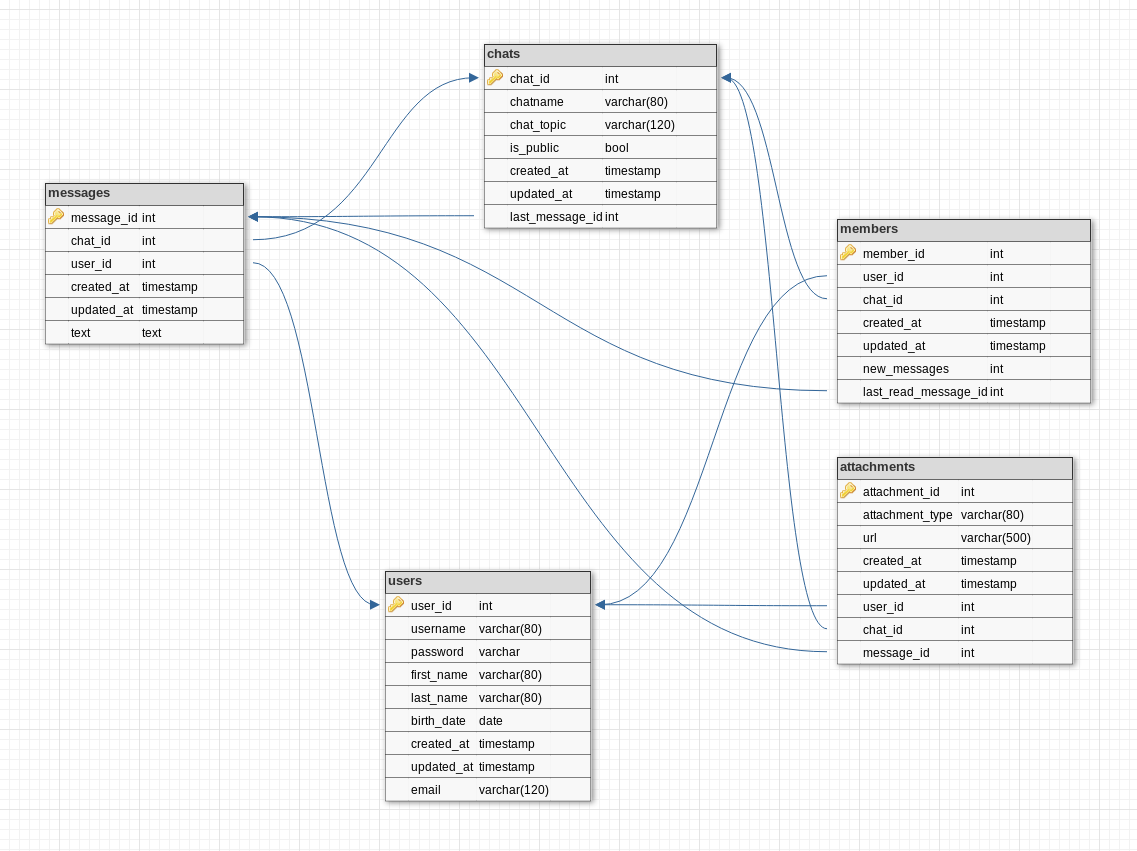 chats
chat_id int
chatname varchar(80)
chat_topic varchar(120)
is_public bool
created_at timestamp
updated_at timestamp
last_message_id int
messages
message_id int
chat_id int
user_id int
created_at timestamp
updated_at timestamp
text text
members
member_id int
user_id int
chat_id int
created_at timestamp
updated_at timestamp
new_messages int
last_read_message_id int
attachments
attachment_id int
attachment_type varchar(80)
url varchar(500)
created_at timestamp
updated_at timestamp
user_id int
chat_id int
message_id int
users
user_id int
username varchar(80)
password varchar
first_name varchar(80)
last_name varchar(80)
birth_date date
created_at timestamp
updated_at timestamp
email varchar(120)